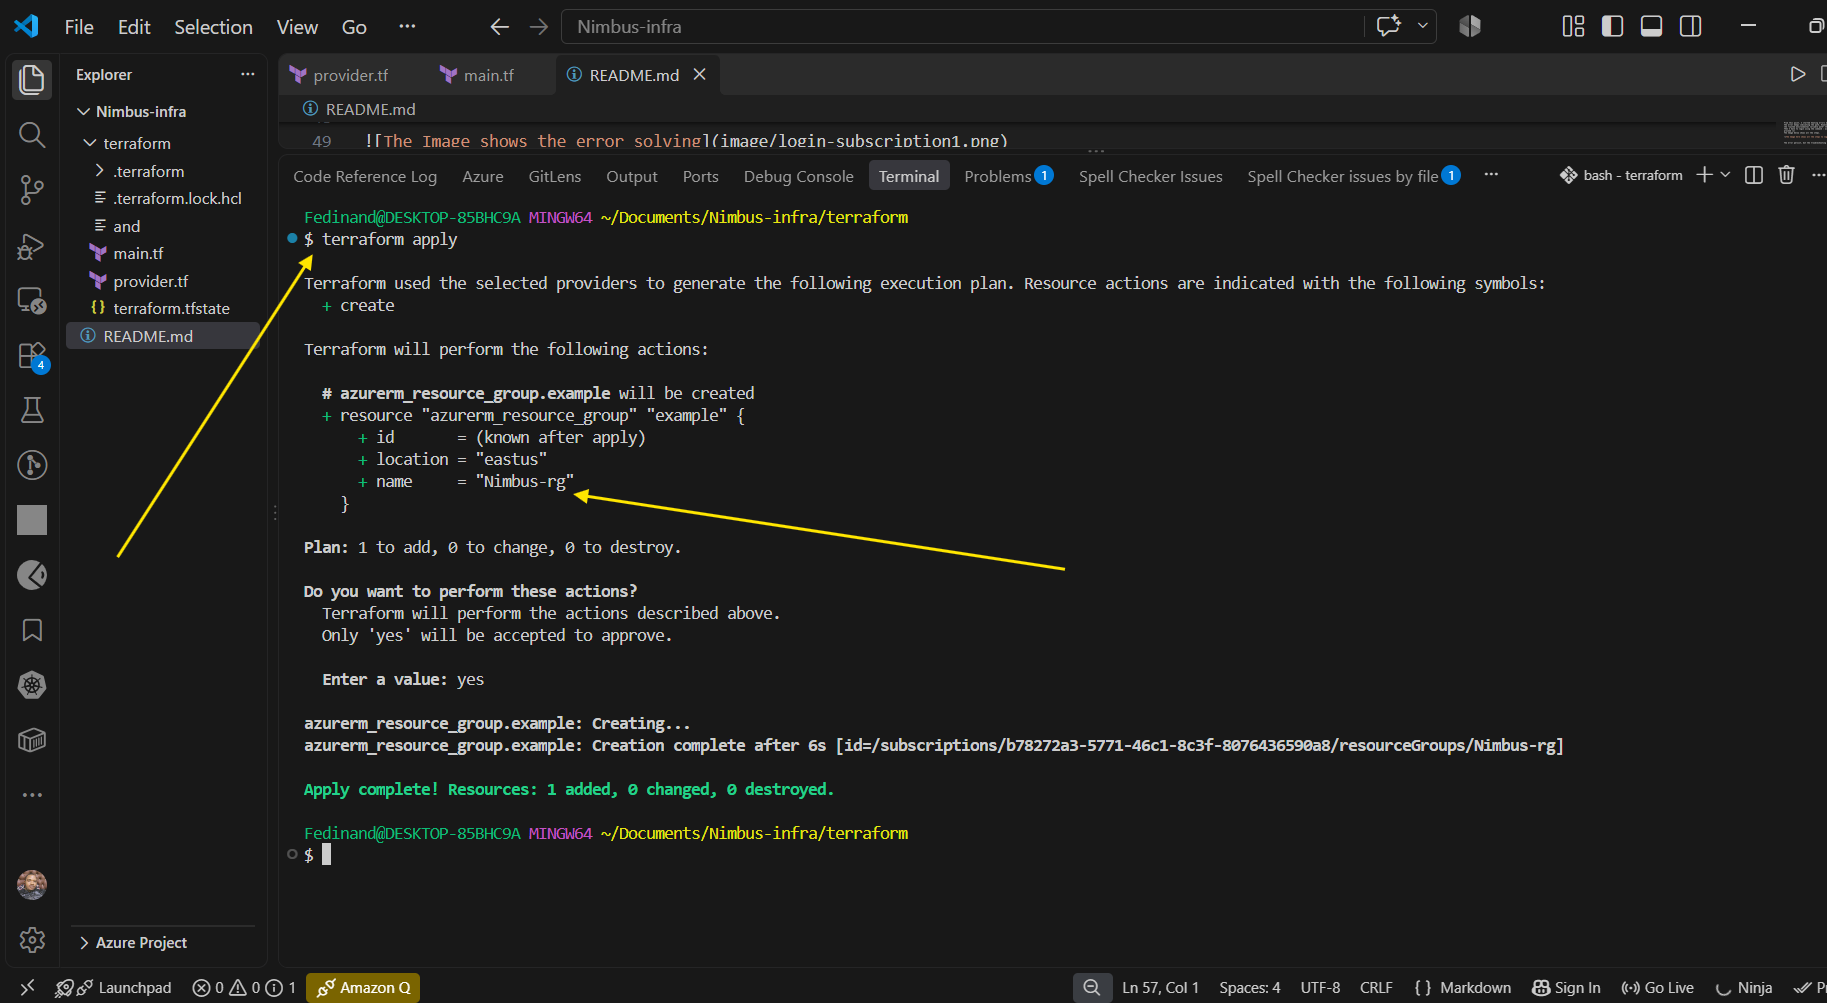 File Edit Selection View Go ···
Nimbus-infra
Explorer ···
provider.tf
main.tf
README.md
Nimbus-infra
terraform
.terraform
.terraform.lock.hcl
and
main.tf
provider.tf
terraform.tfstate
README.md
4
Azure Project
README.md
49 ![The Image shows the error solving](image/login-subscription1.png)
Code Reference Log Azure GitLens Output Ports Debug Console Terminal Problems 1 Spell Checker Issues Spell Checker issues by file 1 ··· bash - terraform
Fedinand@DESKTOP-85BHC9A MINGW64 ~/Documents/Nimbus-infra/terraform
$ terraform apply
Terraform used the selected providers to generate the following execution plan. Resource actions are indicated with the following symbols:
+ create
Terraform will perform the following actions:
# azurerm_resource_group.example will be created
+ resource "azurerm_resource_group" "example" {
+ id       = (known after apply)
+ location = "eastus"
+ name     = "Nimbus-rg"
}
Plan: 1 to add, 0 to change, 0 to destroy.
Do you want to perform these actions?
Terraform will perform the actions described above.
Only 'yes' will be accepted to approve.
Enter a value: yes
azurerm_resource_group.example: Creating...
azurerm_resource_group.example: Creation complete after 6s [id=/subscriptions/b78272a3-5771-46c1-8c3f-8076436590a8/resourceGroups/Nimbus-rg]
Apply complete! Resources: 1 added, 0 changed, 0 destroyed.
Fedinand@DESKTOP-85BHC9A MINGW64 ~/Documents/Nimbus-infra/terraform
$
Launchpad 0 0 1 Amazon Q Ln 57, Col 1 Spaces: 4 UTF-8 CRLF {} Markdown Sign In Go Live Ninja